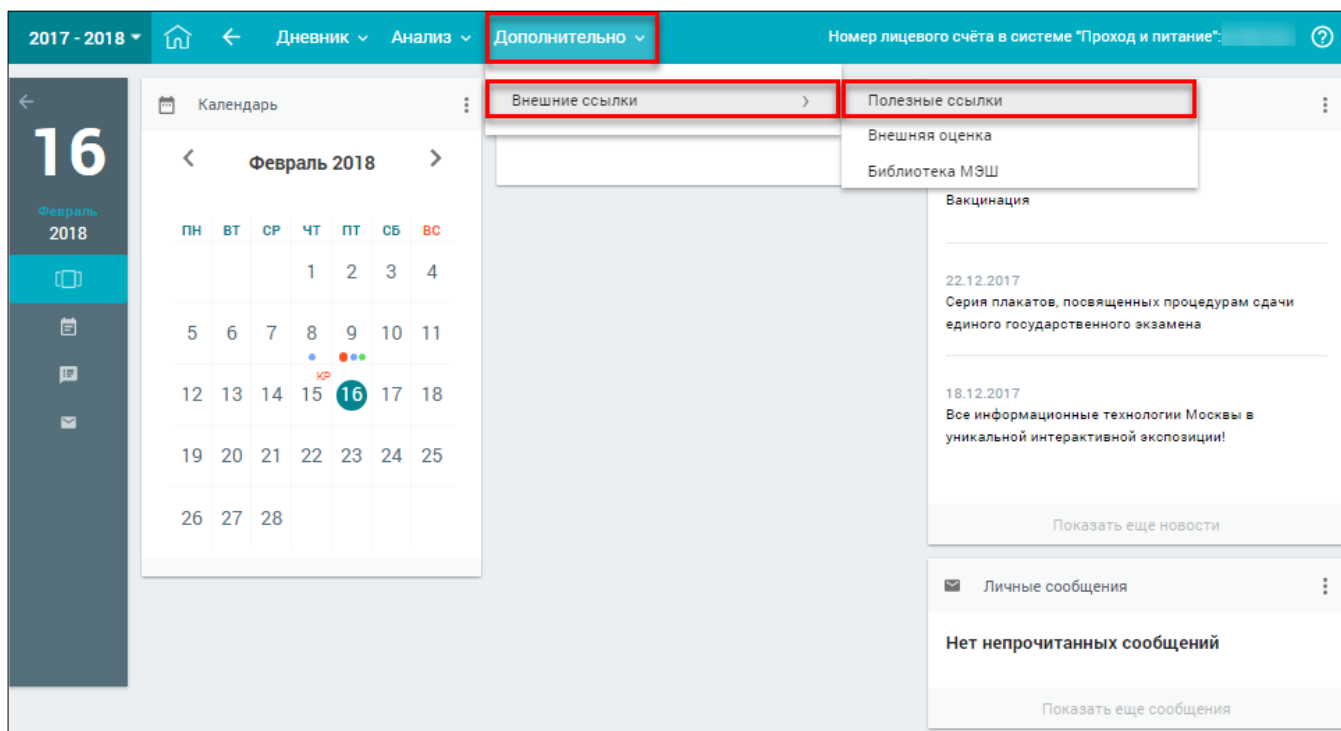 2017 - 2018
Дневник
Анализ
Дополнительно
Номер лицевого счёта в системе "Проход и питание":
16
Февраль
2018
Календарь
Февраль 2018
ПН ВТ СР ЧТ ПТ СБ ВС
1 2 3 4
5 6 7 8 9 10 11
КР
12 13 14 15 16 17 18
19 20 21 22 23 24 25
26 27 28
Внешние ссылки
Полезные ссылки
Внешняя оценка
Библиотека МЭШ
Вакцинация
22.12.2017
Серия плакатов, посвященных процедурам сдачи
единого государственного экзамена
18.12.2017
Все информационные технологии Москвы в
уникальной интерактивной экспозиции!
Показать еще новости
Личные сообщения
Нет непрочитанных сообщений
Показать еще сообщения